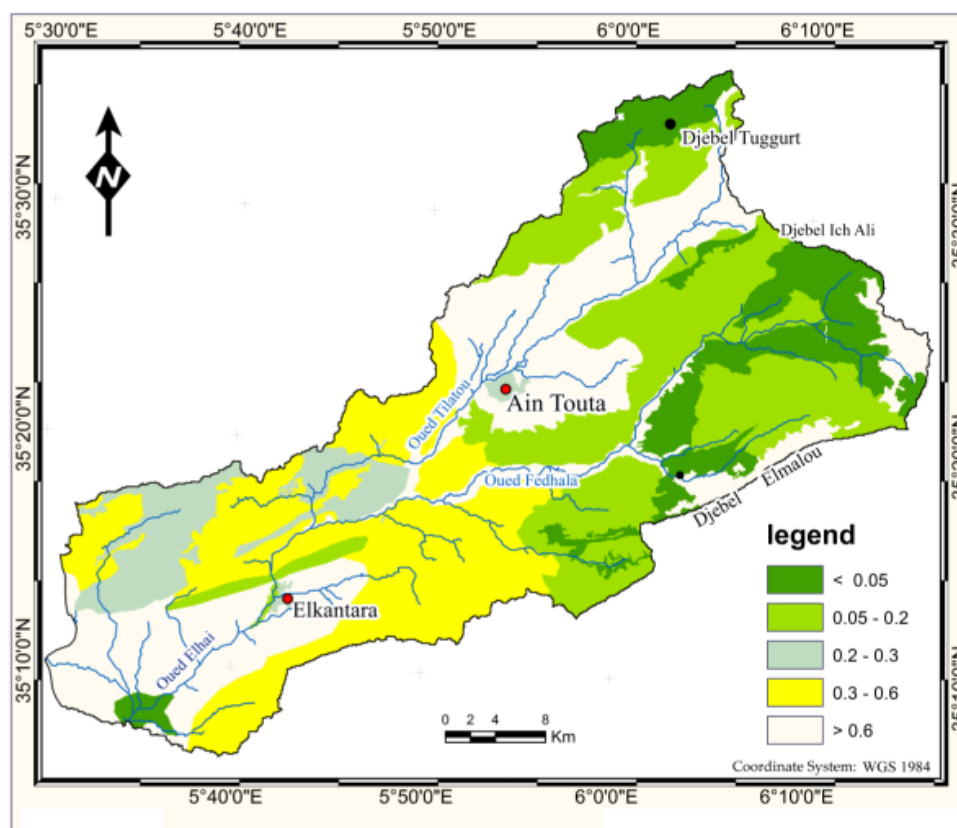 5°30'0"E 5°40'0"E 5°50'0"E 6°0'0"E 6°10'0"E
N
Djebel Tuggurt
35°30'0"N
Djebel Ich Ali
Ain Touta
Oued Tilatou
35°20'0"N
Oued Fedhala
Djebel Elmalou
Elkantara
Oued Elhai
35°10'0"N
legend
< 0.05
0.05 - 0.2
0.2 - 0.3
0.3 - 0.6
> 0.6
0 2 4 8
Km
Coordinate System: WGS 1984
5°40'0"E 5°50'0"E 6°0'0"E 6°10'0"E